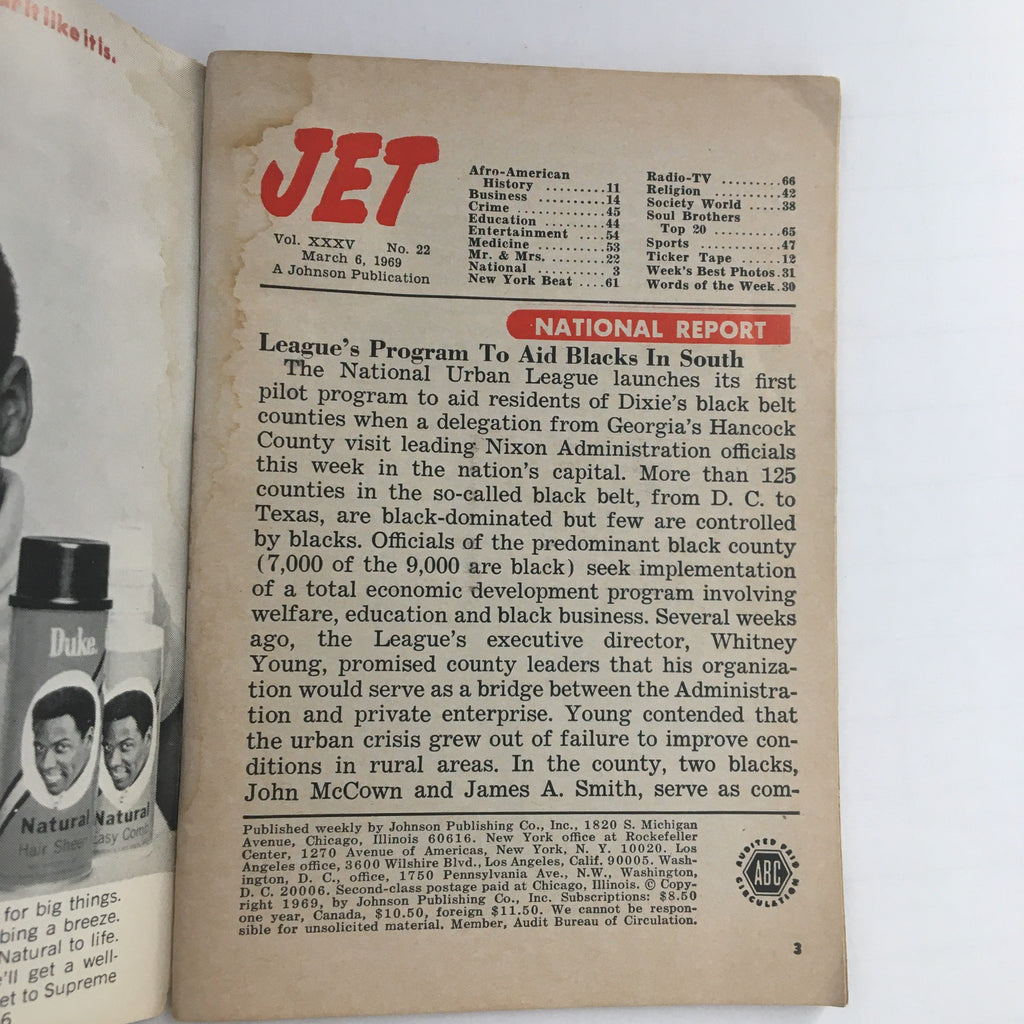 it like it is.
Duke
Natural
Hair Sheen
Natural
Easy Comb
for big things.
bing a breeze.
Natural to life.
'll get a well-
et to Supreme
6
JET
Vol. XXXV No. 22
March 6, 1969
A Johnson Publication
Afro-American
History .........11
Business .........14
Crime ............45
Education ........44
Entertainment ....54
Medicine .........53
Mr. & Mrs. .......22
National .......... 3
New York Beat ....61
Radio-TV .........66
Religion .........42
Society World .....38
Soul Brothers
Top 20 ..........65
Sports ...........47
Ticker Tape ......12
Week's Best Photos.31
Words of the Week.30
NATIONAL REPORT
League's Program To Aid Blacks In South
The National Urban League launches its first
pilot program to aid residents of Dixie's black belt
counties when a delegation from Georgia's Hancock
County visit leading Nixon Administration officials
this week in the nation's capital. More than 125
counties in the so-called black belt, from D. C. to
Texas, are black-dominated but few are controlled
by blacks. Officials of the predominant black county
(7,000 of the 9,000 are black) seek implementation
of a total economic development program involving
welfare, education and black business. Several weeks
ago, the League's executive director, Whitney
Young, promised county leaders that his organiza-
tion would serve as a bridge between the Administra-
tion and private enterprise. Young contended that
the urban crisis grew out of failure to improve con-
ditions in rural areas. In the county, two blacks,
John McCown and James A. Smith, serve as com-
Published weekly by Johnson Publishing Co., Inc., 1820 S. Michigan
Avenue, Chicago, Illinois 60616. New York office at Rockefeller
Center, 1270 Avenue of Americas, New York, N. Y. 10020. Los
Angeles office, 3600 Wilshire Blvd., Los Angeles, Calif. 90005. Wash-
ington, D. C., office, 1750 Pennsylvania Ave., N.W., Washington,
D. C. 20006. Second-class postage paid at Chicago, Illinois. © Copy-
right 1969, by Johnson Publishing Co., Inc. Subscriptions: $8.50
one year, Canada, $10.50, foreign $11.50. We cannot be respon-
sible for unsolicited material. Member, Audit Bureau of Circulation.
AUDITED PAID
ABC
CIRCULATION
3